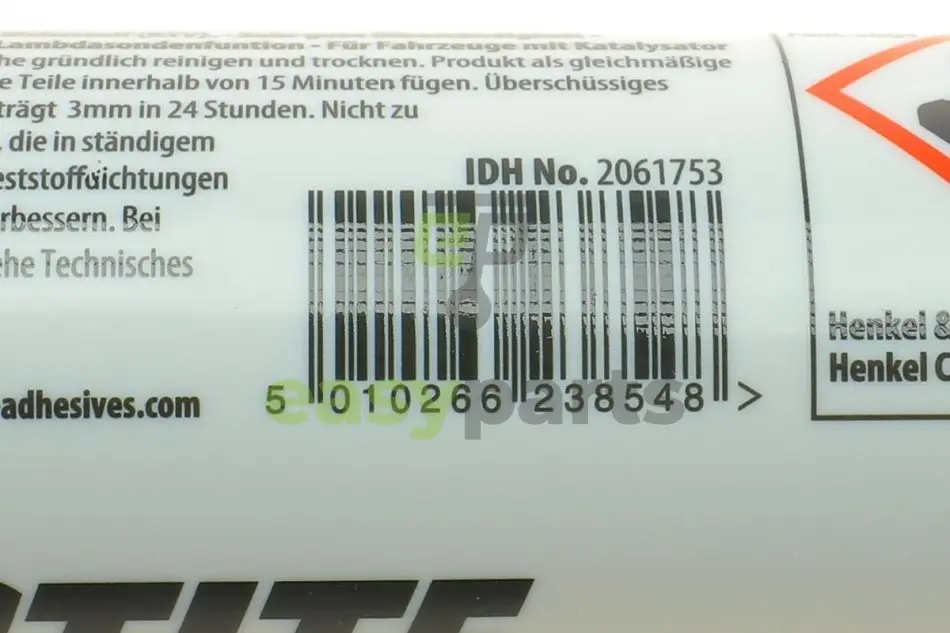 Lambdasondenfuntion - Für Fahrzeuge mit Katalysator
he gründlich reinigen und trocknen. Produkt als gleichmäßige
e Teile innerhalb von 15 Minuten fügen. Überschüssiges
trägt 3mm in 24 Stunden. Nicht zu
, die in ständigem
eststoffdichtungen
rbessern. Bei
ehe Technisches
adhesives.com
IDH No. 2061753
ep
easyparts
5 010266 238548 >
Henkel &
Henkel C
OTITE